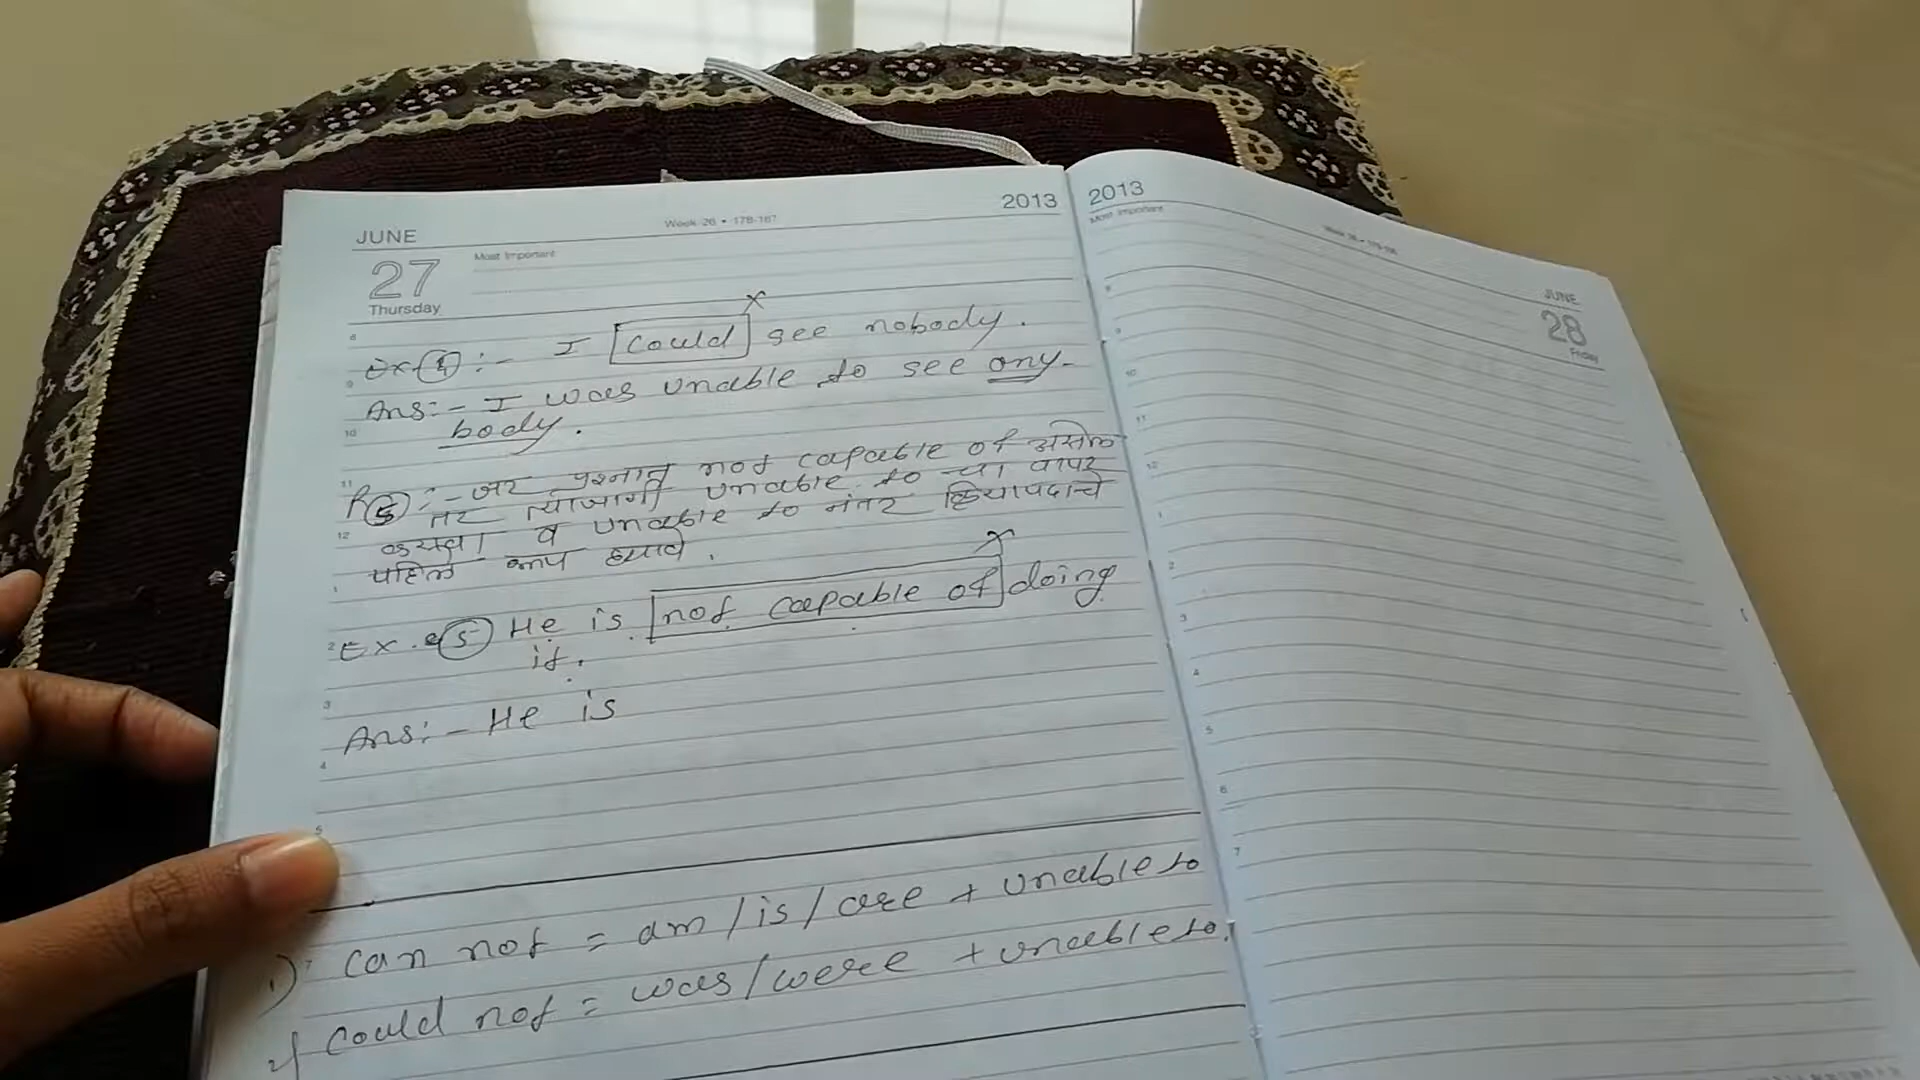 JUNE
27
Thursday
Most Important
2013
Ex (4) :- I could see nobody.
Ans :- I was unable to see any-
body.
R (5) :- जर प्रश्नात not capable of असेल
तर त्याजागी unable to चा वापर
करावा व unable to नंतर क्रियापदाचे
पहिले रूप घ्यावे.
Ex. (5) He is not capable of doing
it.
Ans :- He is
1) can not = am / is / are + unable to
2) could not = was / were + unable to.
2013
Most Important
JUNE
28
Friday